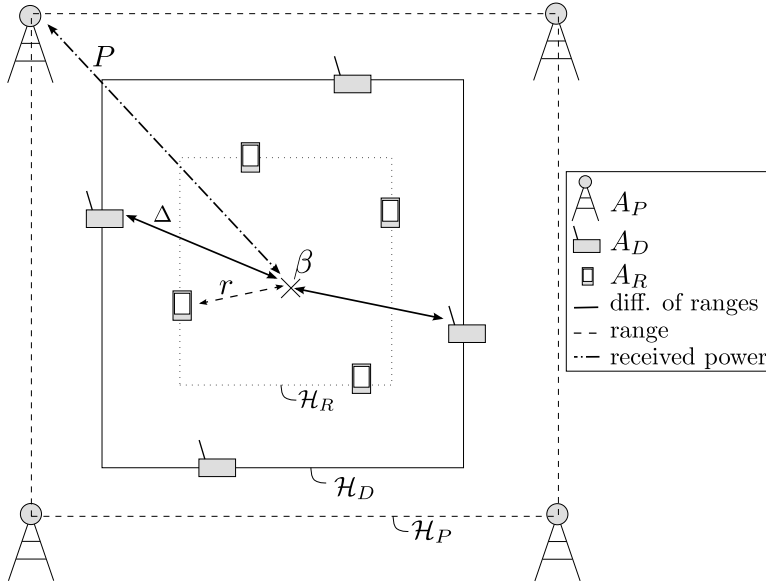 P
Δ
β
r
$\mathcal{H}_R$
$\mathcal{H}_D$
$\mathcal{H}_P$
$A_P$
$A_D$
$A_R$
diff. of ranges
range
received power